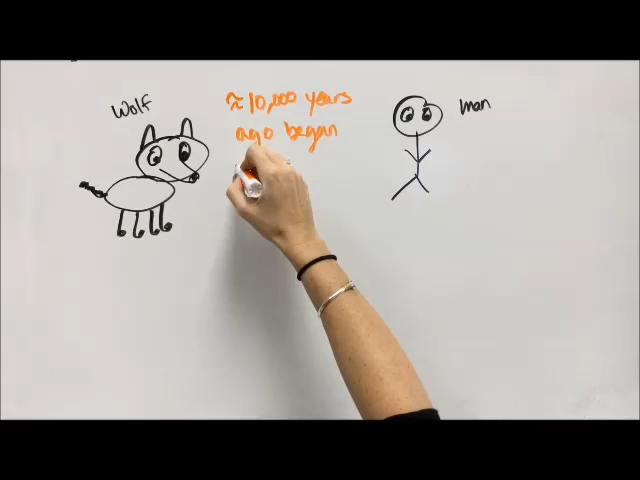 Wolf
≈10,000 years
ago began
man